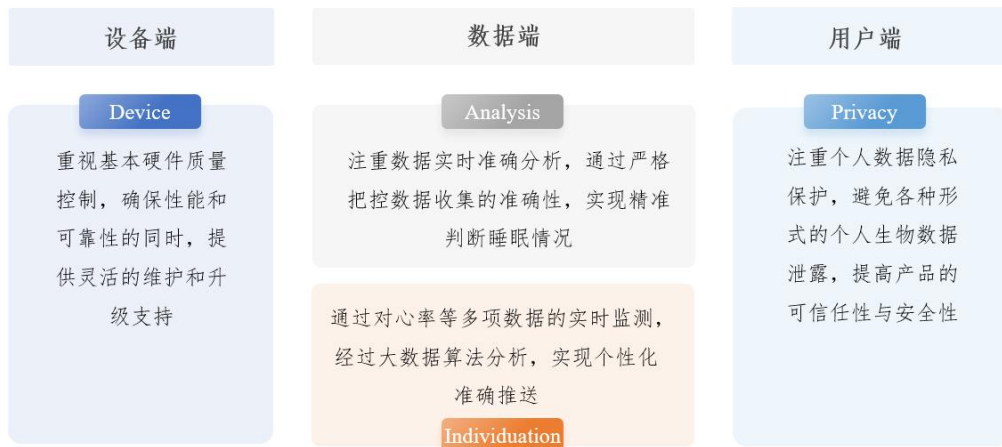 设备端
数据端
用户端
Device
重视基本硬件质量
控制，确保性能和
可靠性的同时，提
供灵活的维护和升
级支持
Analysis
注重数据实时准确分析，通过严格
把控数据收集的准确性，实现精准
判断睡眠情况
通过对心率等多项数据的实时监测，
经过大数据算法分析，实现个性化
准确推送
Individuation
Privacy
注重个人数据隐私
保护，避免各种形
式的个人生物数据
泄露，提高产品的
可信任性与安全性